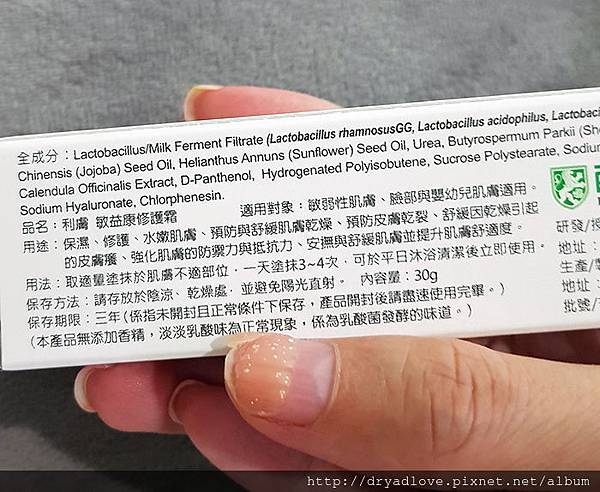 全成分：Lactobacillus/Milk Ferment Filtrate (Lactobacillus rhamnosusGG, Lactobacillus acidophilus,
Chinensis (Jojoba) Seed Oil, Helianthus Annuns (Sunflower) Seed Oil, Urea, Butyrospermum Parkii
Calendula Officinalis Extract, D-Panthenol, Hydrogenated Polyisobutene, Sucrose Polystearate, Sodium
Sodium Hyaluronate, Chlorphenesin.
品名：利膚 敏益康修護霜 適用對象：敏弱性肌膚、臉部與嬰幼兒肌膚適用。
用途：保濕、修護、水嫩肌膚、預防與舒緩肌膚乾燥、預防皮膚乾裂、舒緩因乾燥引起
的皮膚癢、強化肌膚的防禦力與抵抗力、安撫與舒緩肌膚並提升肌膚舒適度。
用法：取適量塗抹於肌膚不適部位，一天塗抹3~4次，可於平日沐浴清潔後立即使用。
保存方法：請存放於陰涼、乾燥處，並避免陽光直射。 內容量：30g
保存期限：三年(係指未開封且正常條件下保存，產品開封後請盡速使用完畢。)
(本產品無添加香精，淡淡乳酸味為正常現象，係為乳酸菌發酵的味道。)
研發/
地址：
生產/
地址：
批號/
http://dryadlove.pixnet.net/album